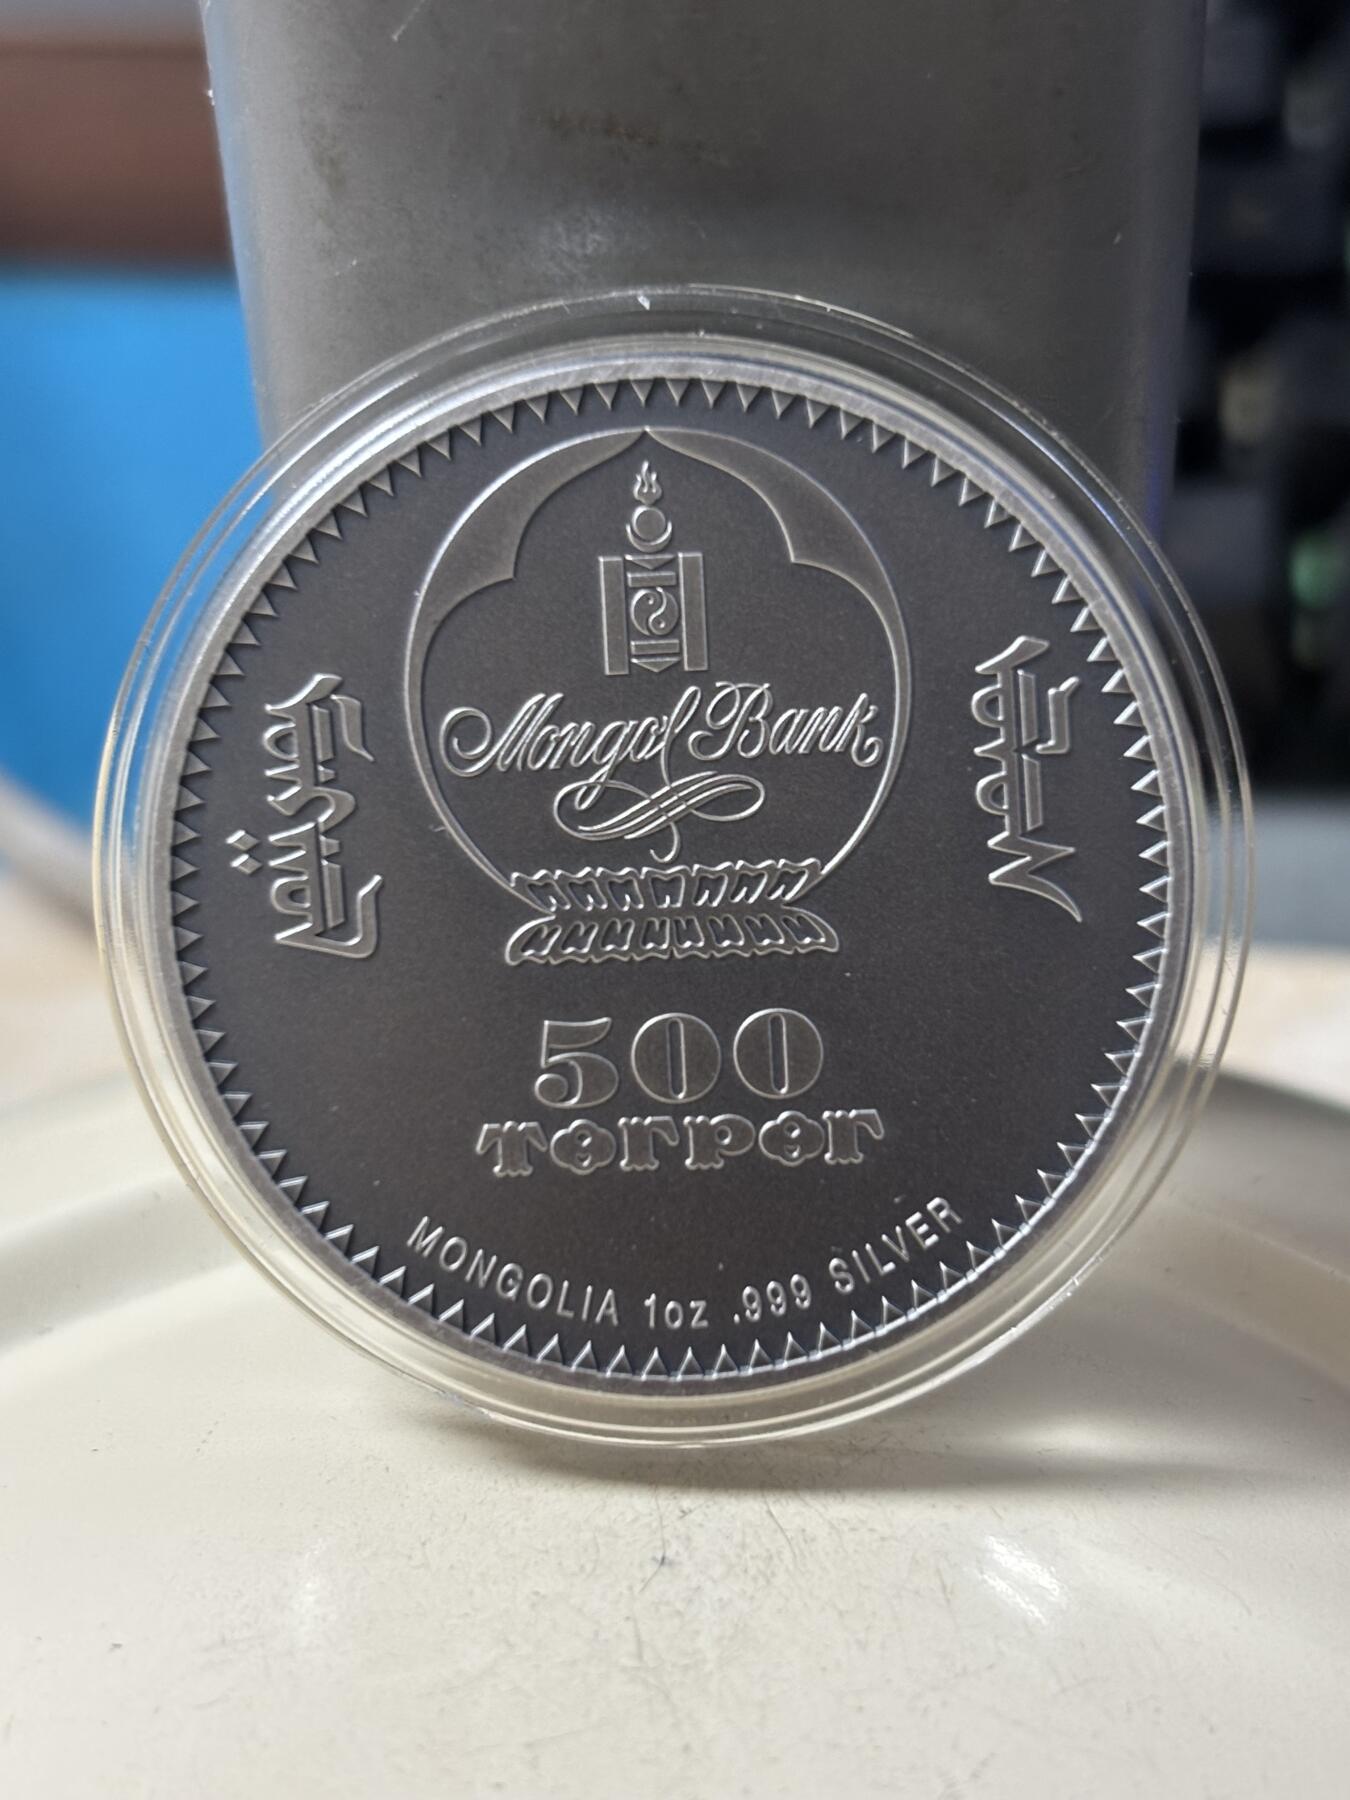 Mongol Bank
500
ТӨГРӨГ
MONGOLIA 1oz .999 SILVER